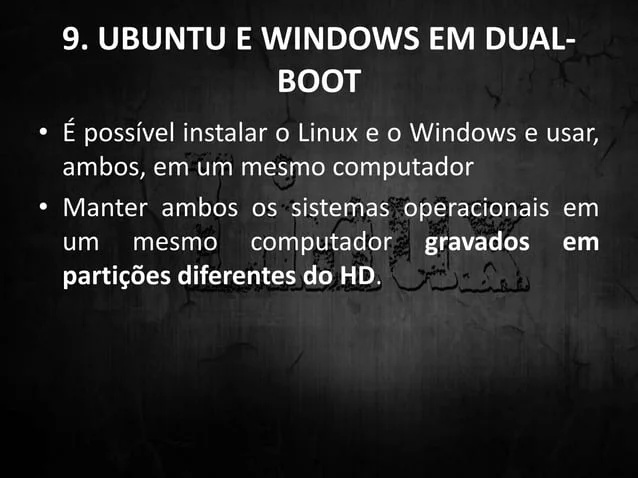 9. UBUNTU E WINDOWS EM DUAL-
BOOT
• É possível instalar o Linux e o Windows e usar,
ambos, em um mesmo computador
• Manter ambos os sistemas operacionais em
um mesmo computador gravados em
partições diferentes do HD.
Linux